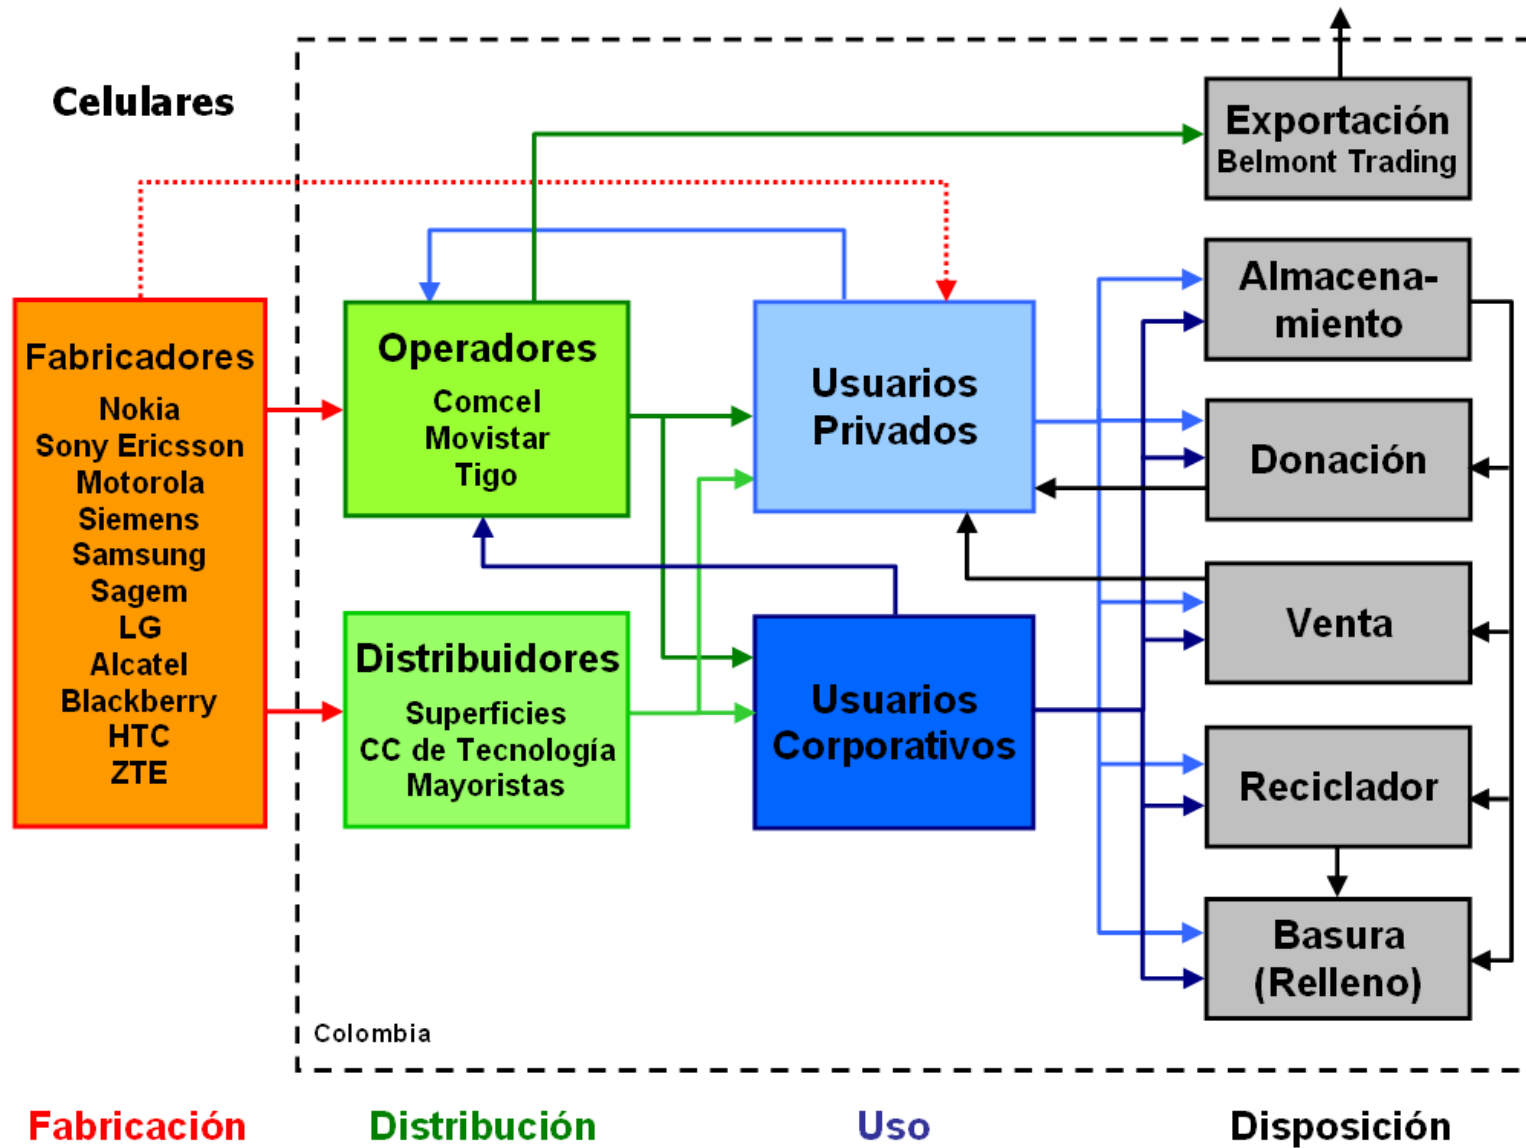 Celulares
Fabricadores
Nokia
Sony Ericsson
Motorola
Siemens
Samsung
Sagem
LG
Alcatel
Blackberry
HTC
ZTE
Operadores
Comcel
Movistar
Tigo
Distribuidores
Superficies
CC de Tecnología
Mayoristas
Usuarios
Privados
Usuarios
Corporativos
Exportación
Belmont Trading
Almacena-
miento
Donación
Venta
Reciclador
Basura
(Relleno)
Colombia
Fabricación
Distribución
Uso
Disposición